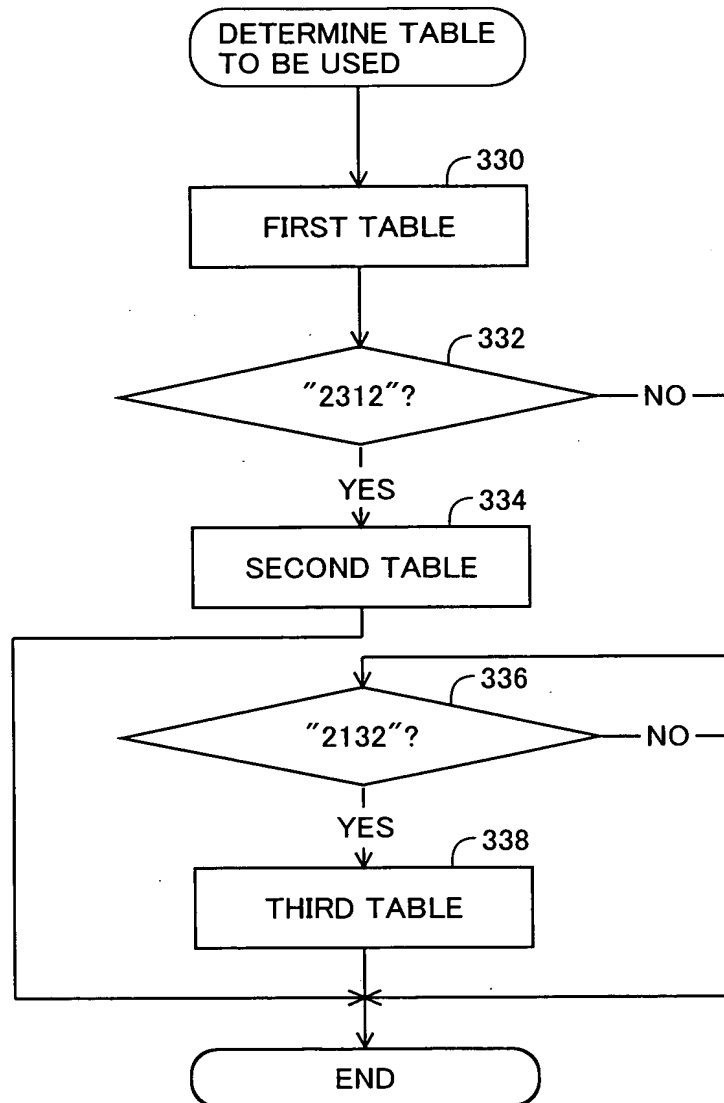 DETERMINE TABLE
TO BE USED
330
FIRST TABLE
332
"2312"?
NO
YES
334
SECOND TABLE
336
"2132"?
NO
YES
338
THIRD TABLE
END